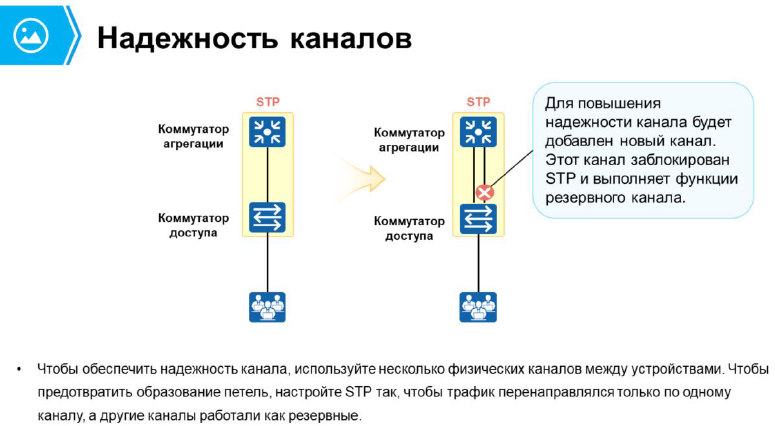 Надежность каналов
STP
Коммутатор
агрегации
Коммутатор
доступа
STP
Коммутатор
агрегации
Коммутатор
доступа
Для повышения
надежности канала будет
добавлен новый канал.
Этот канал заблокирован
STP и выполняет функции
резервного канала.
• Чтобы обеспечить надежность канала, используйте несколько физических каналов между устройствами. Чтобы
предотвратить образование петель, настройте STP так, чтобы трафик перенаправлялся только по одному
каналу, а другие каналы работали как резервные.